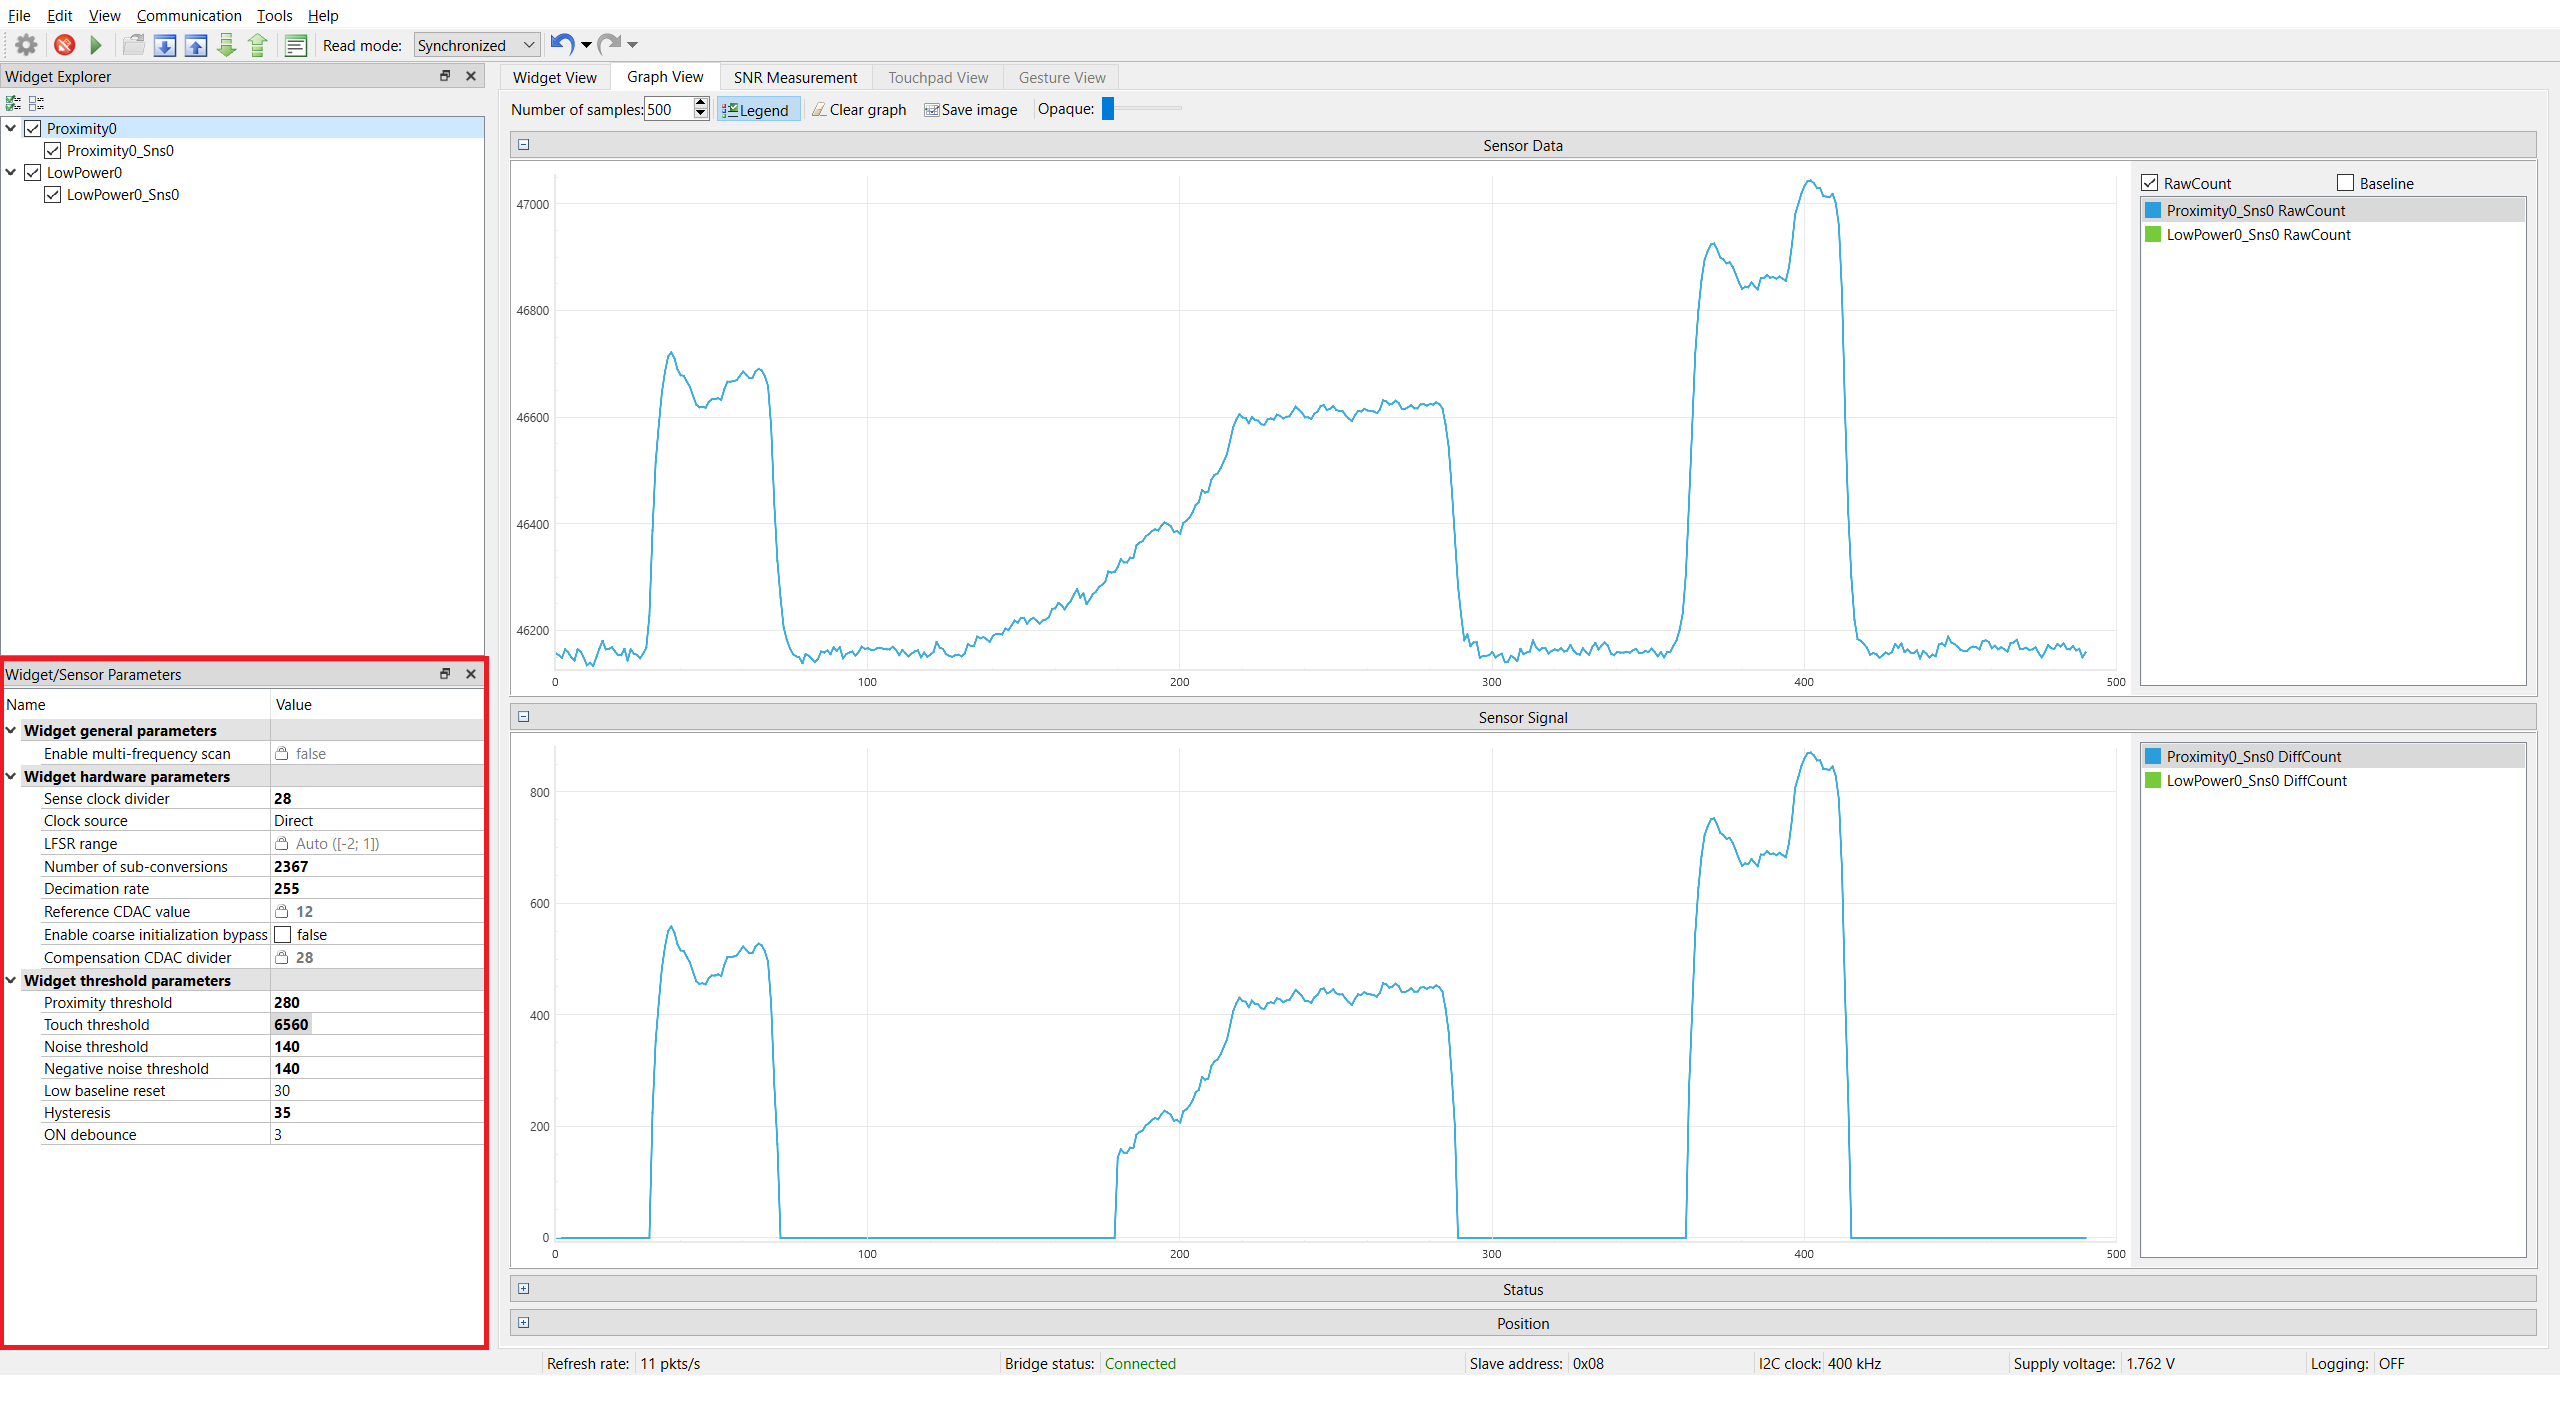 File Edit View Communication Tools Help
Read mode: Synchronized
Widget Explorer
Proximity0
Proximity0_Sns0
LowPower0
LowPower0_Sns0
Widget/Sensor Parameters
Name Value
Widget general parameters
Enable multi-frequency scan false
Widget hardware parameters
Sense clock divider 28
Clock source Direct
LFSR range Auto ([-2; 1])
Number of sub-conversions 2367
Decimation rate 255
Reference CDAC value 12
Enable coarse initialization bypass false
Compensation CDAC divider 28
Widget threshold parameters
Proximity threshold 280
Touch threshold 6560
Noise threshold 140
Negative noise threshold 140
Low baseline reset 30
Hysteresis 35
ON debounce 3
Widget View Graph View SNR Measurement Touchpad View Gesture View
Number of samples: 500 Legend Clear graph Save image Opaque:
Sensor Data
47000
46800
46600
46400
46200
0 100 200 300 400 500
RawCount Baseline
Proximity0_Sns0 RawCount
LowPower0_Sns0 RawCount
Sensor Signal
800
600
400
200
0
0 100 200 300 400 500
Proximity0_Sns0 DiffCount
LowPower0_Sns0 DiffCount
Status
Position
Refresh rate: 11 pkts/s Bridge status: Connected Slave address: 0x08 I2C clock: 400 kHz Supply voltage: 1.762 V Logging: OFF